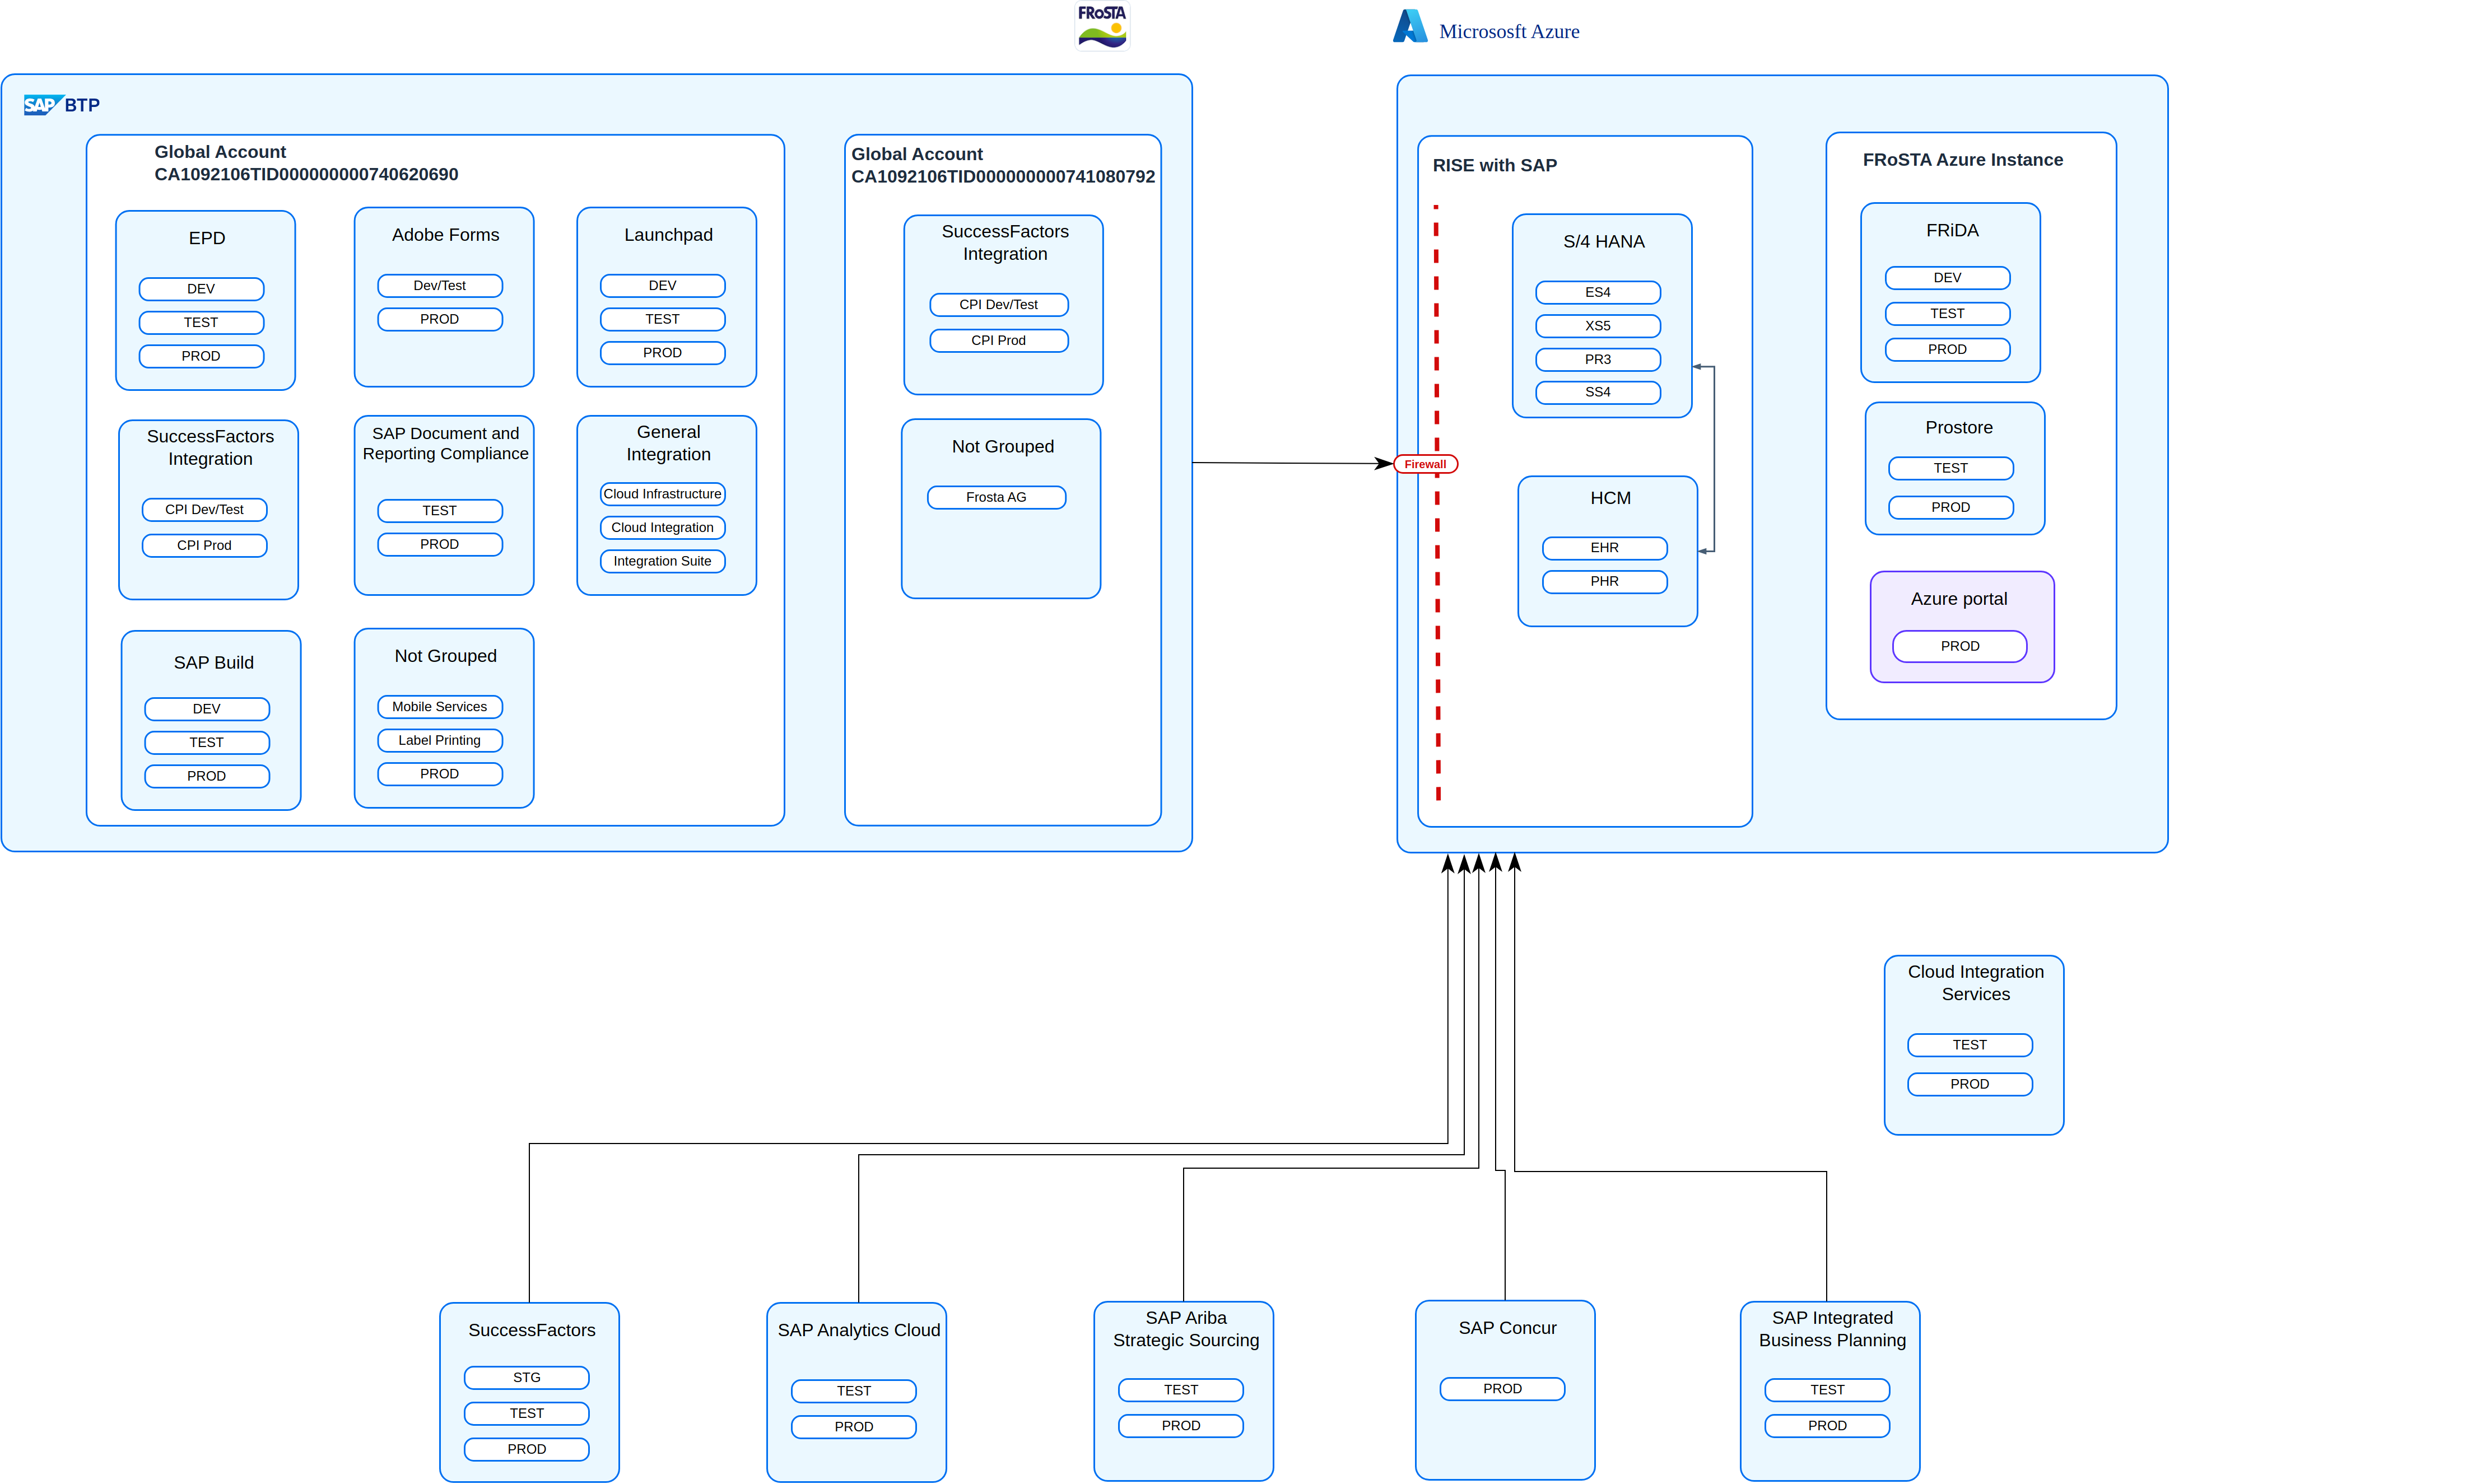 FRoSTA
Micrososft Azure
SAP BTP
Global Account
CA1092106TID000000000740620690
EPD
DEV
TEST
PROD
Adobe Forms
Dev/Test
PROD
Launchpad
DEV
TEST
PROD
SuccessFactors
Integration
CPI Dev/Test
CPI Prod
SAP Document and
Reporting Compliance
TEST
PROD
General
Integration
Cloud Infrastructure
Cloud Integration
Integration Suite
SAP Build
DEV
TEST
PROD
Not Grouped
Mobile Services
Label Printing
PROD
Global Account
CA1092106TID000000000741080792
SuccessFactors
Integration
CPI Dev/Test
CPI Prod
Not Grouped
Frosta AG
Firewall
RISE with SAP
S/4 HANA
ES4
XS5
PR3
SS4
HCM
EHR
PHR
FRoSTA Azure Instance
FRiDA
DEV
TEST
PROD
Prostore
TEST
PROD
Azure portal
PROD
Cloud Integration
Services
TEST
PROD
SuccessFactors
STG
TEST
PROD
SAP Analytics Cloud
TEST
PROD
SAP Ariba
Strategic Sourcing
TEST
PROD
SAP Concur
PROD
SAP Integrated
Business Planning
TEST
PROD